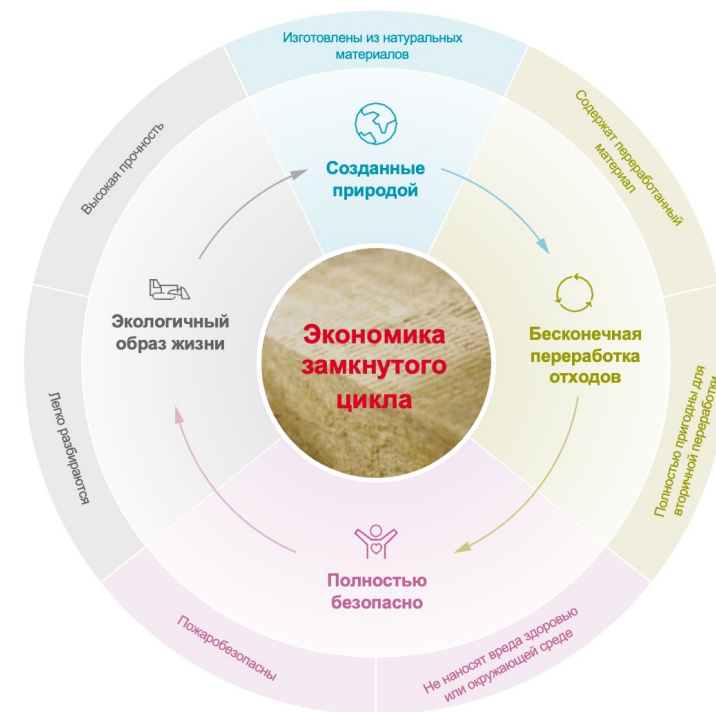 Изготовлены из натуральных
материалов
Содержат переработанный
материал
Высокая прочность
Созданные
природой
Экологичный
образ жизни
Экономика
замкнутого
цикла
Бесконечная
переработка
отходов
Легко разбираются
Полностью пригодны для
вторичной переработки
Полностью
безопасно
Пожаробезопасны
Не наносят вреда здоровью
или окружающей среде